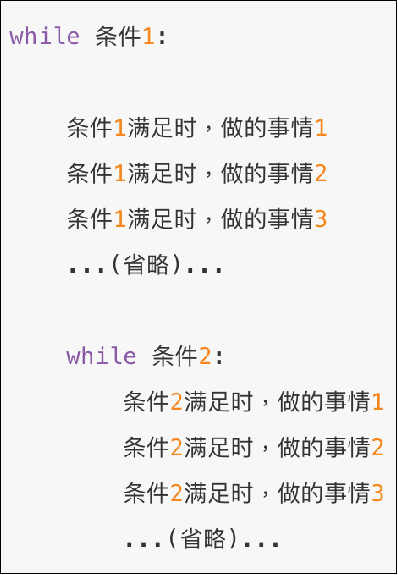 while 条件1:
条件1满足时，做的事情1
条件1满足时，做的事情2
条件1满足时，做的事情3
...(省略)...
while 条件2:
条件2满足时，做的事情1
条件2满足时，做的事情2
条件2满足时，做的事情3
...(省略)...